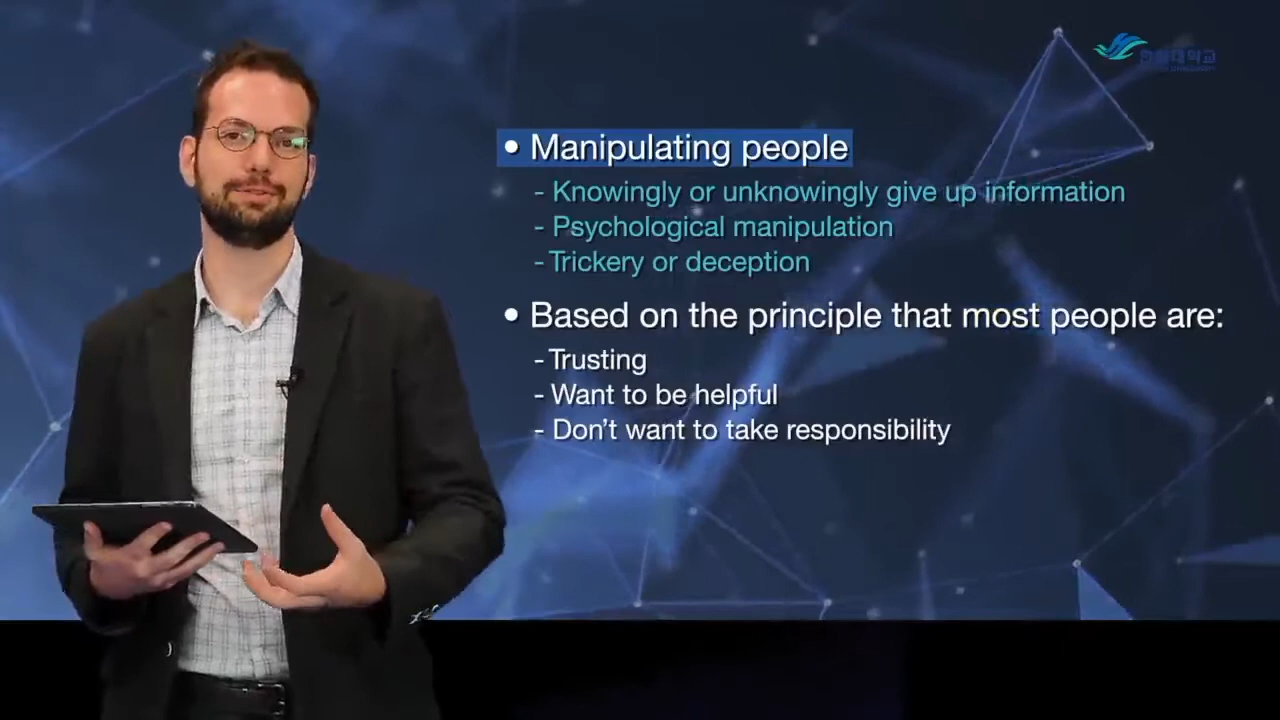 • Manipulating people
- Knowingly or unknowingly give up information
- Psychological manipulation
- Trickery or deception
• Based on the principle that most people are:
- Trusting
- Want to be helpful
- Don’t want to take responsibility